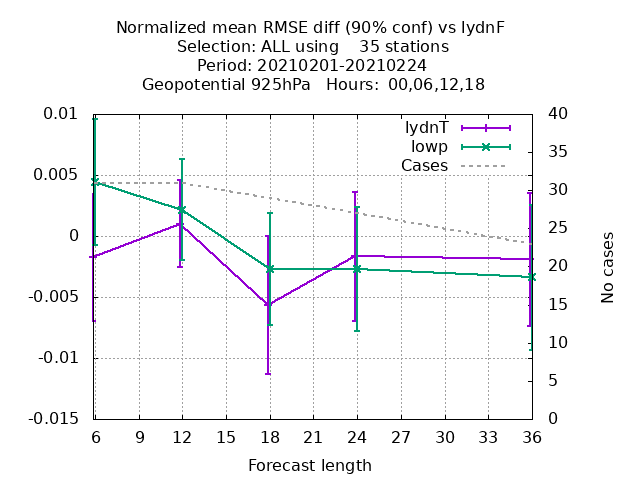 Normalized mean RMSE diff (90% conf) vs lydnF
Selection: ALL using    35 stations
Period: 20210201-20210224
Geopotential 925hPa   Hours:  00,06,12,18
lydnT
lowp
Cases
0.01
0.005
0
-0.005
-0.01
-0.015
40
35
30
25
20
15
10
5
0
No cases
6 9 12 15 18 21 24 27 30 33 36
Forecast length